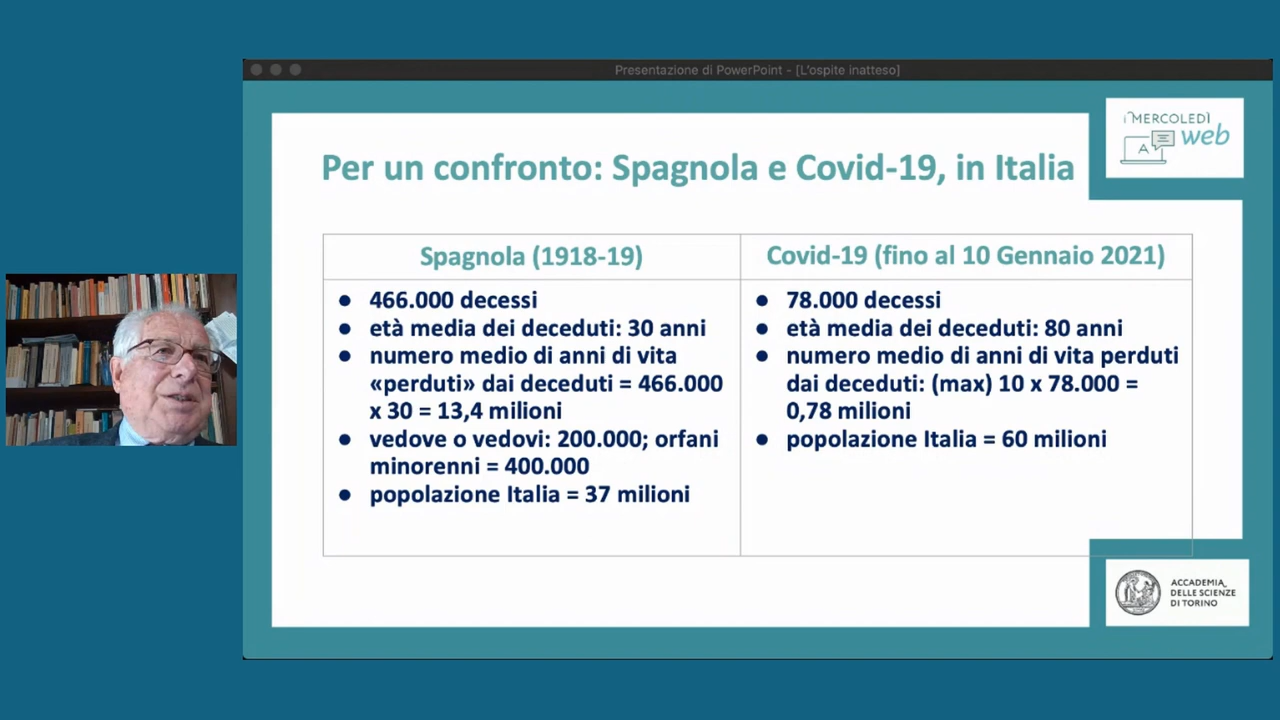 Presentazione di PowerPoint - [L'ospite inatteso]
i MERCOLEDÌ
A
web
Per un confronto: Spagnola e Covid-19, in Italia
Spagnola (1918-19)
● 466.000 decessi
● età media dei deceduti: 30 anni
● numero medio di anni di vita
«perduti» dai deceduti = 466.000
x 30 = 13,4 milioni
● vedove o vedovi: 200.000; orfani
minorenni = 400.000
● popolazione Italia = 37 milioni
Covid-19 (fino al 10 Gennaio 2021)
● 78.000 decessi
● età media dei deceduti: 80 anni
● numero medio di anni di vita perduti
dai deceduti: (max) 10 x 78.000 =
0,78 milioni
● popolazione Italia = 60 milioni
ACCADEMIA
DELLE SCIENZE
DI TORINO